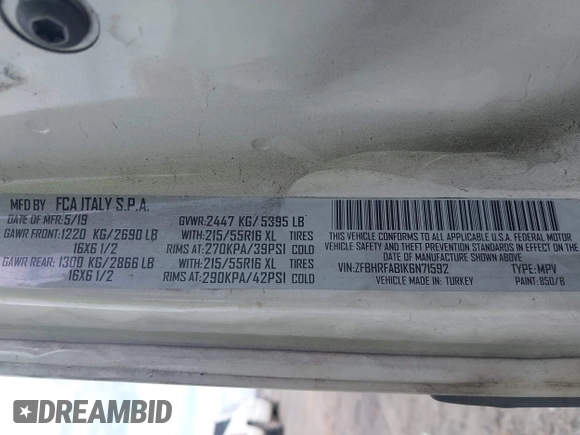 MFD BY FCA ITALY S.P.A.
DATE OF MFR: 5/19 GVWR: 2447 KG/ 5395 LB
GAWR FRONT: 1220 KG/2690 LB WITH: 215/55R16 XL TIRES
16X6 1/2 RIMS AT: 270KPA/39PSI COLD
GAWR REAR: 1300 KG/2866 LB WITH: 215/55R16 XL TIRES
16X6 1/2 RIMS AT: 290KPA/42PSI COLD
THIS VEHICLE CONFORMS TO ALL APPLICABLE U.S.A. FEDERAL MOTOR
VEHICLE SAFETY, BUMPER, AND THEFT PREVENTION STANDARDS IN EFFECT
ON THE DATE OF MANUFACTURE SHOWN ABOVE.
VIN: ZFBHRFAB1K6N71592 TYPE: MPV
VEHICLE MADE IN: TURKEY PAINT: 850/B
DREAMBID